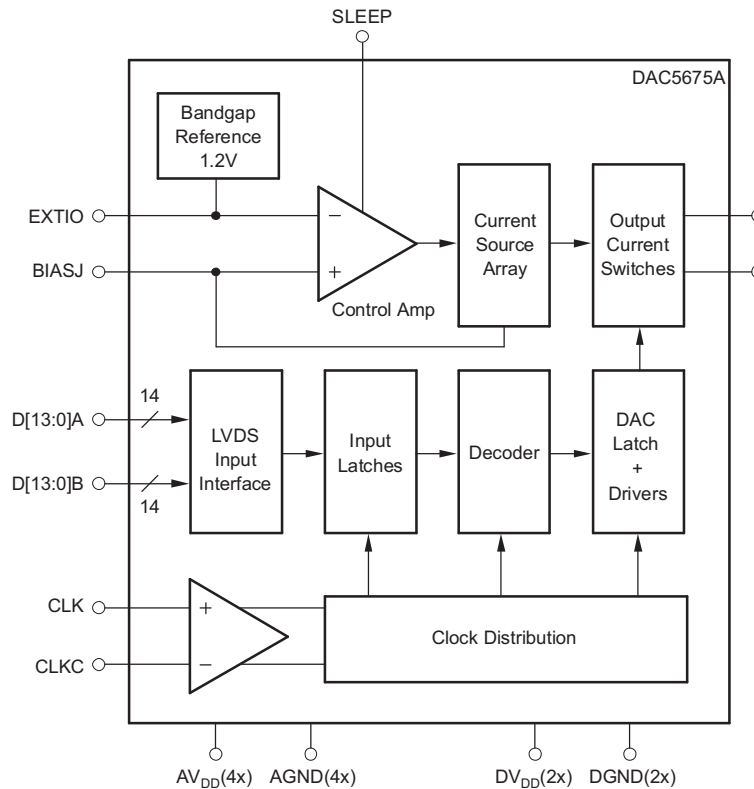 SLEEP
DAC5675A
Bandgap
Reference
1.2V
EXTIO
−
Current
Source
Array
Output
Current
Switches
BIASJ
+
Control Amp
14
D[13:0]A
LVDS
Input
Interface
Input
Latches
Decoder
DAC
Latch
+
Drivers
D[13:0]B
14
CLK
+
Clock Distribution
CLKC
−
AVDD(4x)
AGND(4x)
DVDD(2x)
DGND(2x)